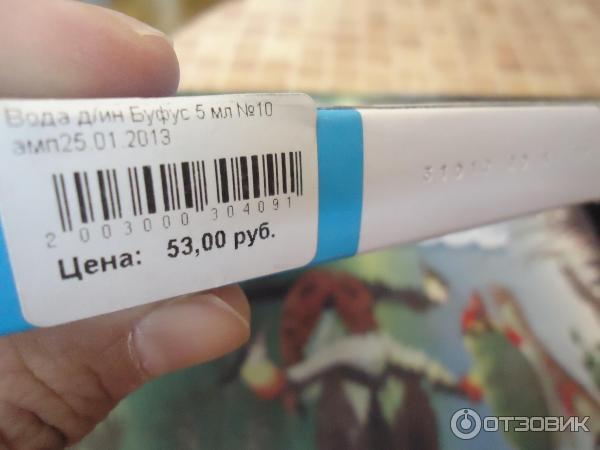 Вода д/ин Буфус 5 мл №10
амп25.01.2013
2 003000 304091
Цена: 53,00 руб.
ОТЗОВИК